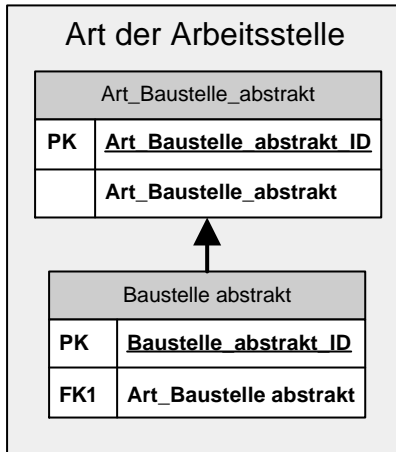 Art der Arbeitsstelle
Art_Baustelle_abstrakt
PK Art_Baustelle_abstrakt_ID
Art_Baustelle_abstrakt
Baustelle abstrakt
PK Baustelle_abstrakt_ID
FK1 Art_Baustelle abstrakt